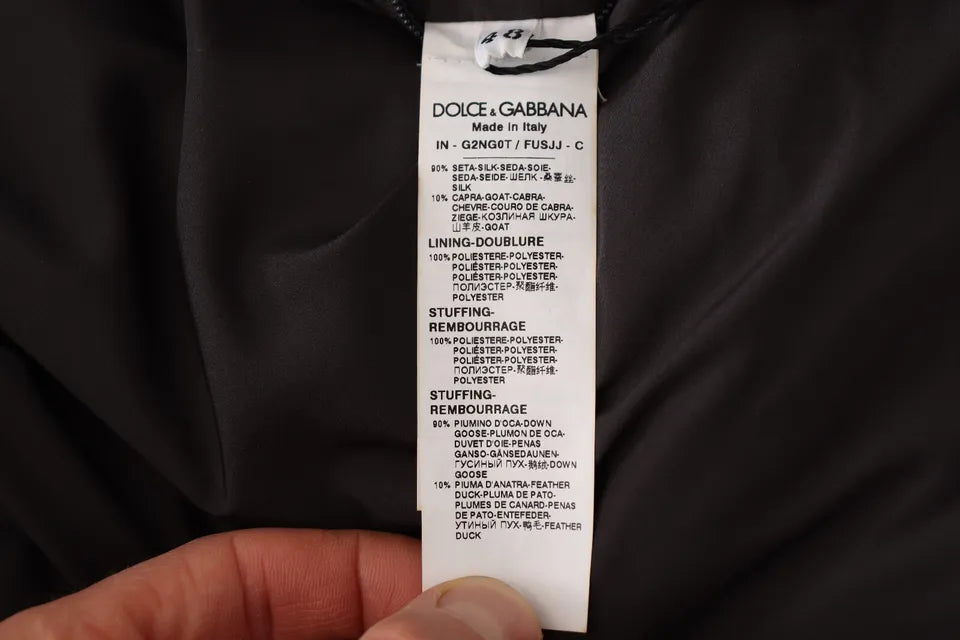 48
DOLCE & GABBANA
Made in Italy
IN - G2NG0T / FUSJJ - C
90% SETA-SILK-SEDA-SOIE-
SEDA-SEIDE-ШЕЛК-桑蚕丝-
SILK
10% CAPRA-GOAT-CABRA-
CHEVRE-COURO DE CABRA-
ZIEGE-КОЗЛИНАЯ ШКУРА-
山羊皮-GOAT
LINING-DOUBLURE
100% POLIESTERE-POLYESTER-
POLIÉSTER-POLYESTER-
POLIÉSTER-POLYESTER-
ПОЛИЭСТЕР-聚酯纤维-
POLYESTER
STUFFING-
REMBOURRAGE
100% POLIESTERE-POLYESTER-
POLIÉSTER-POLYESTER-
POLIÉSTER-POLYESTER-
ПОЛИЭСТЕР-聚酯纤维-
POLYESTER
STUFFING-
REMBOURRAGE
90% PIUMINO D'OCA-DOWN
GOOSE-PLUMON DE OCA-
DUVET D'OIE-PENAS
GANSO-GÄNSEDAUNEN-
ГУСИНЫЙ ПУХ-鹅绒-DOWN
GOOSE
10% PIUMA D'ANATRA-FEATHER
DUCK-PLUMA DE PATO-
PLUMES DE CANARD-PENAS
DE PATO-ENTEFEDER-
УТИНЫЙ ПУХ-鸭毛-FEATHER
DUCK